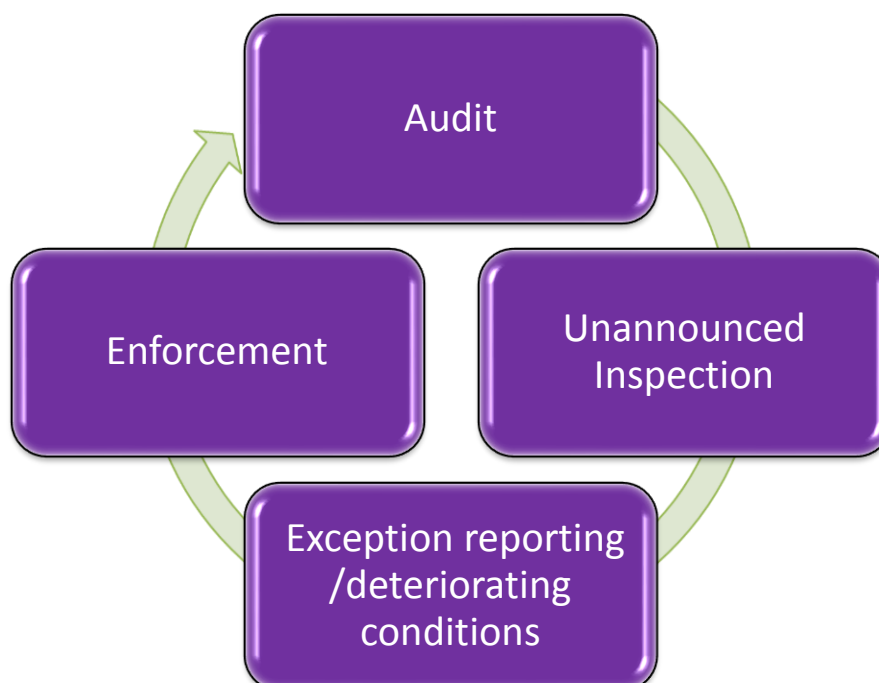 Audit
Enforcement
Unannounced
Inspection
Exception reporting
/deteriorating
conditions